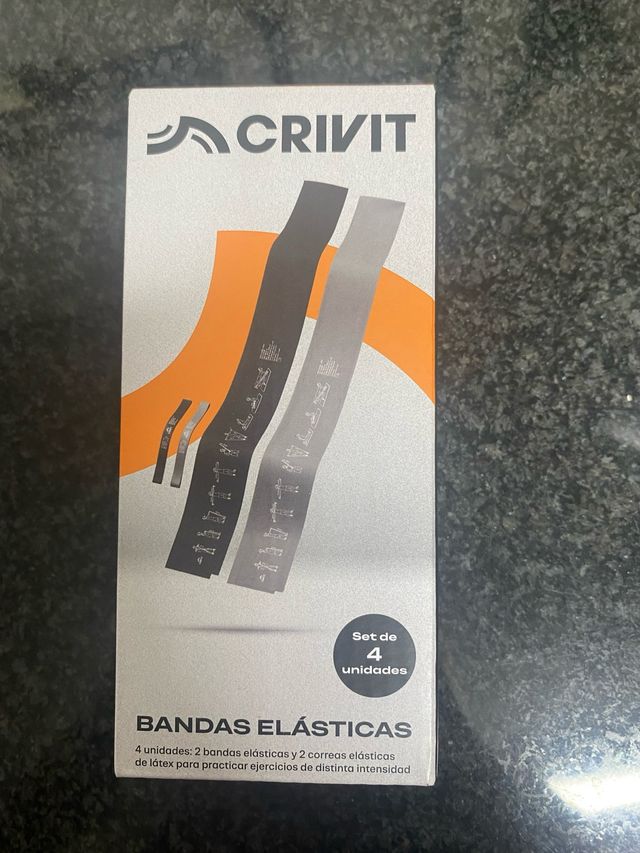 CRIVIT
Set de
4
unidades
BANDAS ELÁSTICAS
4 unidades: 2 bandas elásticas y 2 correas elásticas
de látex para practicar ejercicios de distinta intensidad